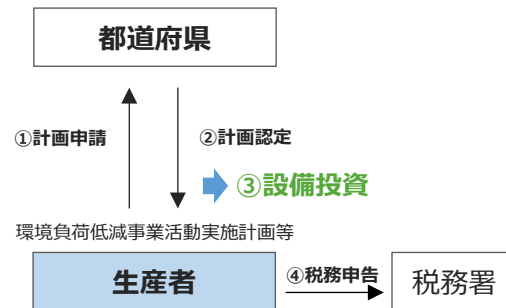 都道府県
①計画申請
②計画認定
③設備投資
環境負荷低減事業活動実施計画等
生産者
④税務申告
税務署